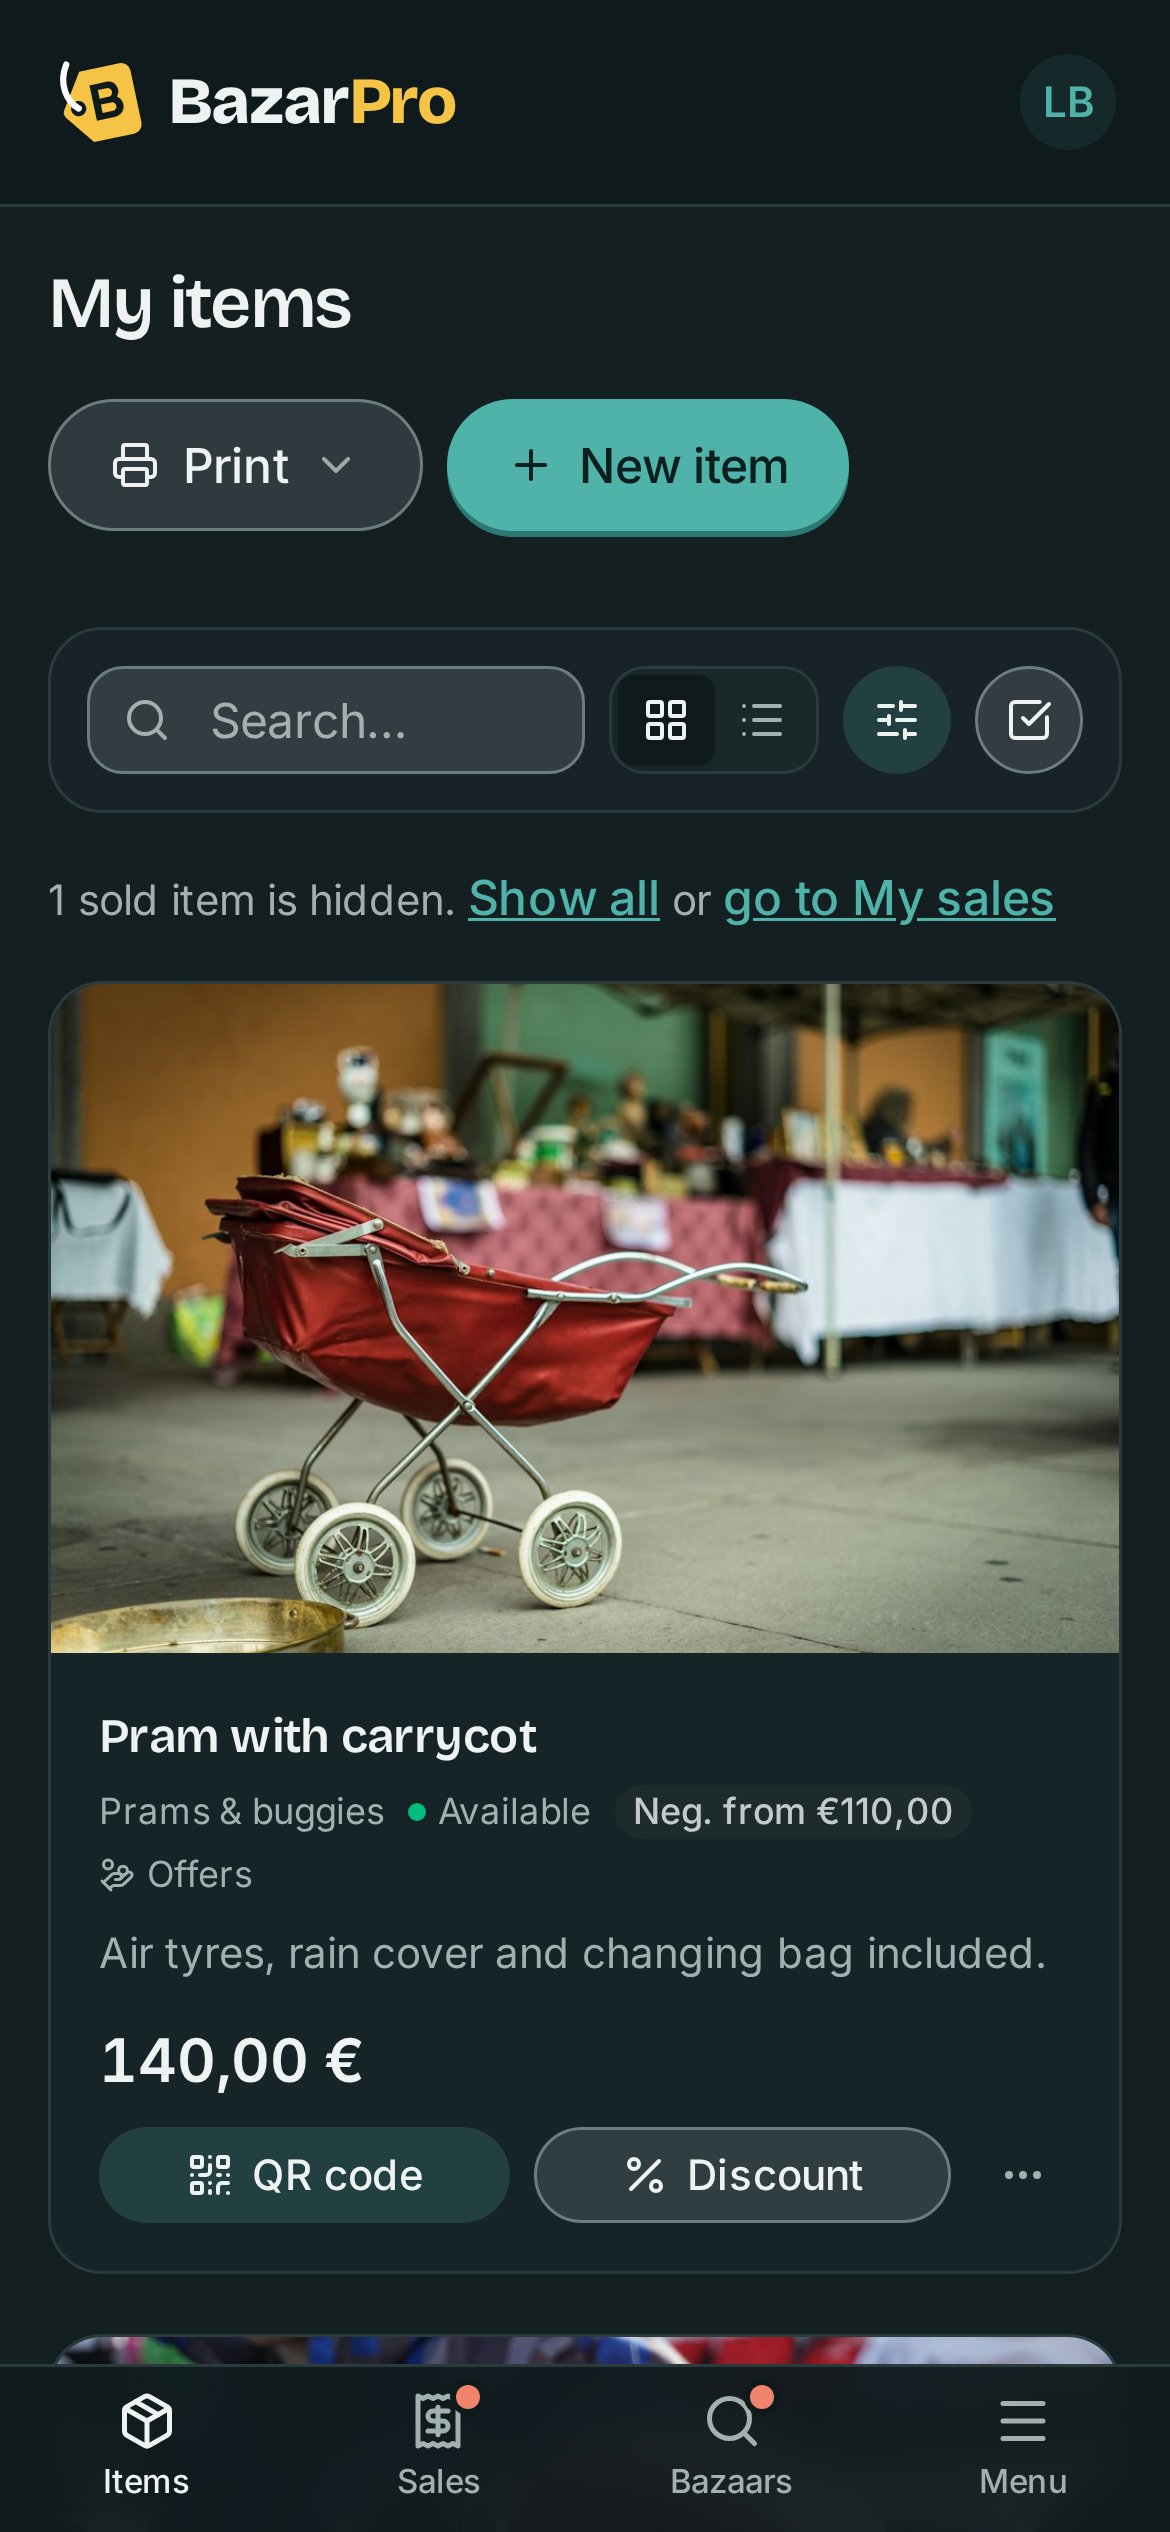 B BazarPro
LB
My items
Print
New item
Search...
1 sold item is hidden. Show all or go to My sales
Pram with carrycot
Prams & buggies Available Neg. from €110,00
Offers
Air tyres, rain cover and changing bag included.
140,00 €
QR code
Discount
Items
Sales
Bazaars
Menu